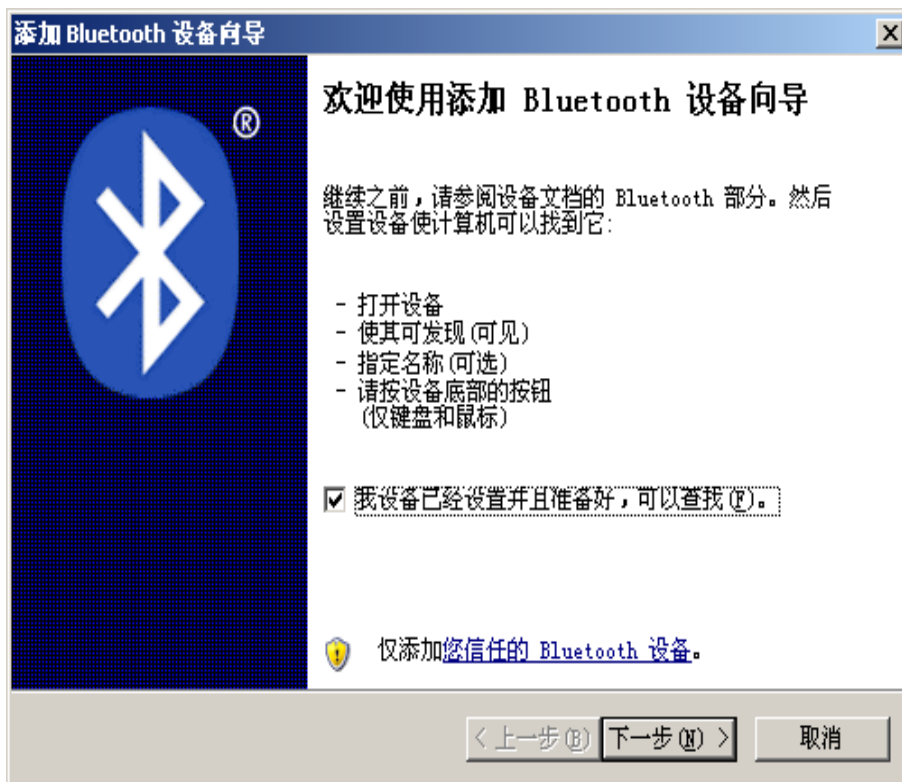 添加 Bluetooth 设备向导
®
欢迎使用添加 Bluetooth 设备向导
继续之前，请参阅设备文档的 Bluetooth 部分。然后
设置设备使计算机可以找到它:
- 打开设备
- 使其可发现(可见)
- 指定名称(可选)
- 请按设备底部的按钮
(仅键盘和鼠标)
我设备已经设置并且准备好，可以查找(F)。
仅添加您信任的 Bluetooth 设备。
< 上一步(B) 下一步(N) > 取消